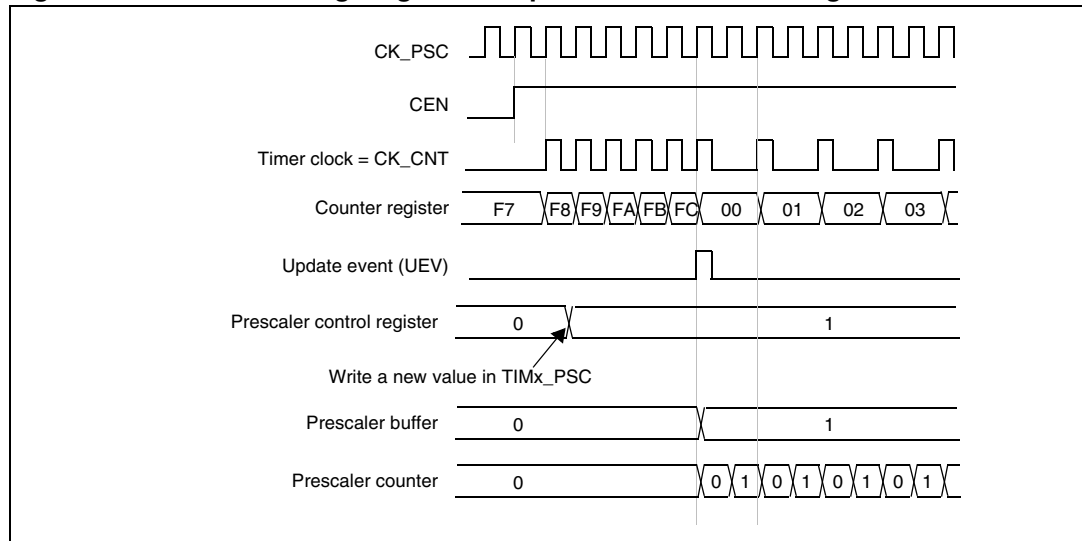 CK_PSC
CEN
Timer clock = CK_CNT
Counter register F7 F8 F9 FA FB FC 00 01 02 03
Update event (UEV)
Prescaler control register 0 1
Write a new value in TIMx_PSC
Prescaler buffer 0 1
Prescaler counter 0 0 1 0 1 0 1 0 1